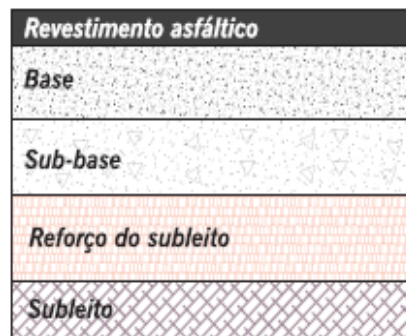 Revestimento asfáltico
Base
Sub-base
Reforço do subleito
Subleito